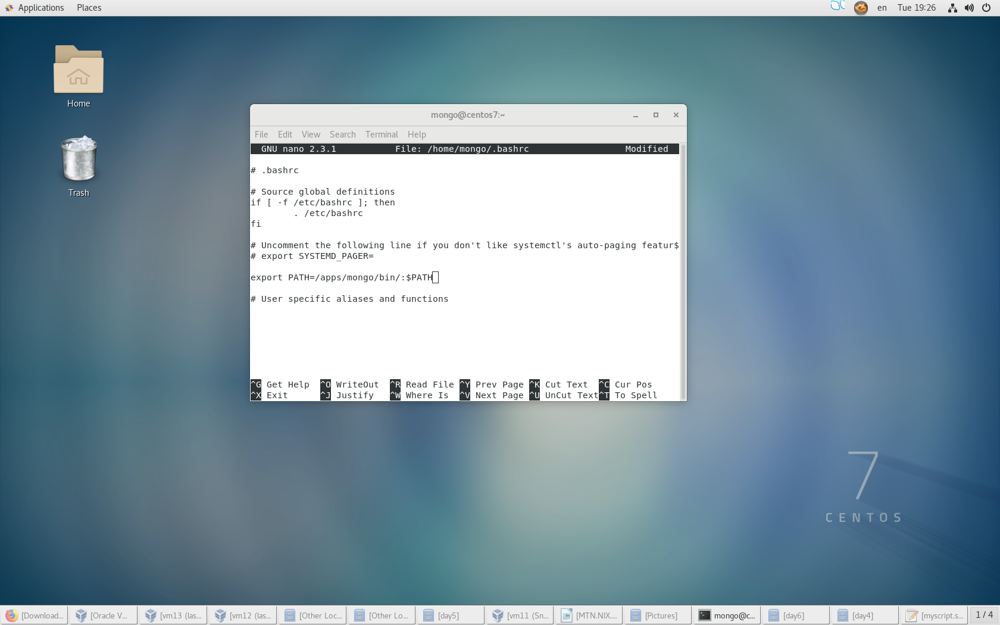 Applications Places en Tue 19:26
Home
Trash
mongo@centos7:~
File Edit View Search Terminal Help
GNU nano 2.3.1 File: /home/mongo/.bashrc Modified
# .bashrc
# Source global definitions
if [ -f /etc/bashrc ]; then
. /etc/bashrc
fi
# Uncomment the following line if you don't like systemctl's auto-paging featur$
# export SYSTEMD_PAGER=
export PATH=/apps/mongo/bin/:$PATH
# User specific aliases and functions
^G Get Help ^O WriteOut ^R Read File ^Y Prev Page ^K Cut Text ^C Cur Pos
^X Exit ^J Justify ^W Where Is ^V Next Page ^U UnCut Text ^T To Spell
7
CENTOS
[Download... [Oracle V... [vm13 (las... [vm12 (las... [Other Loc... [Other Lo... [day5] [vm11 (Sn... [MTN.NIX.... [Pictures] mongo@c... [day6] [day4] [myscript.s... 1 / 4